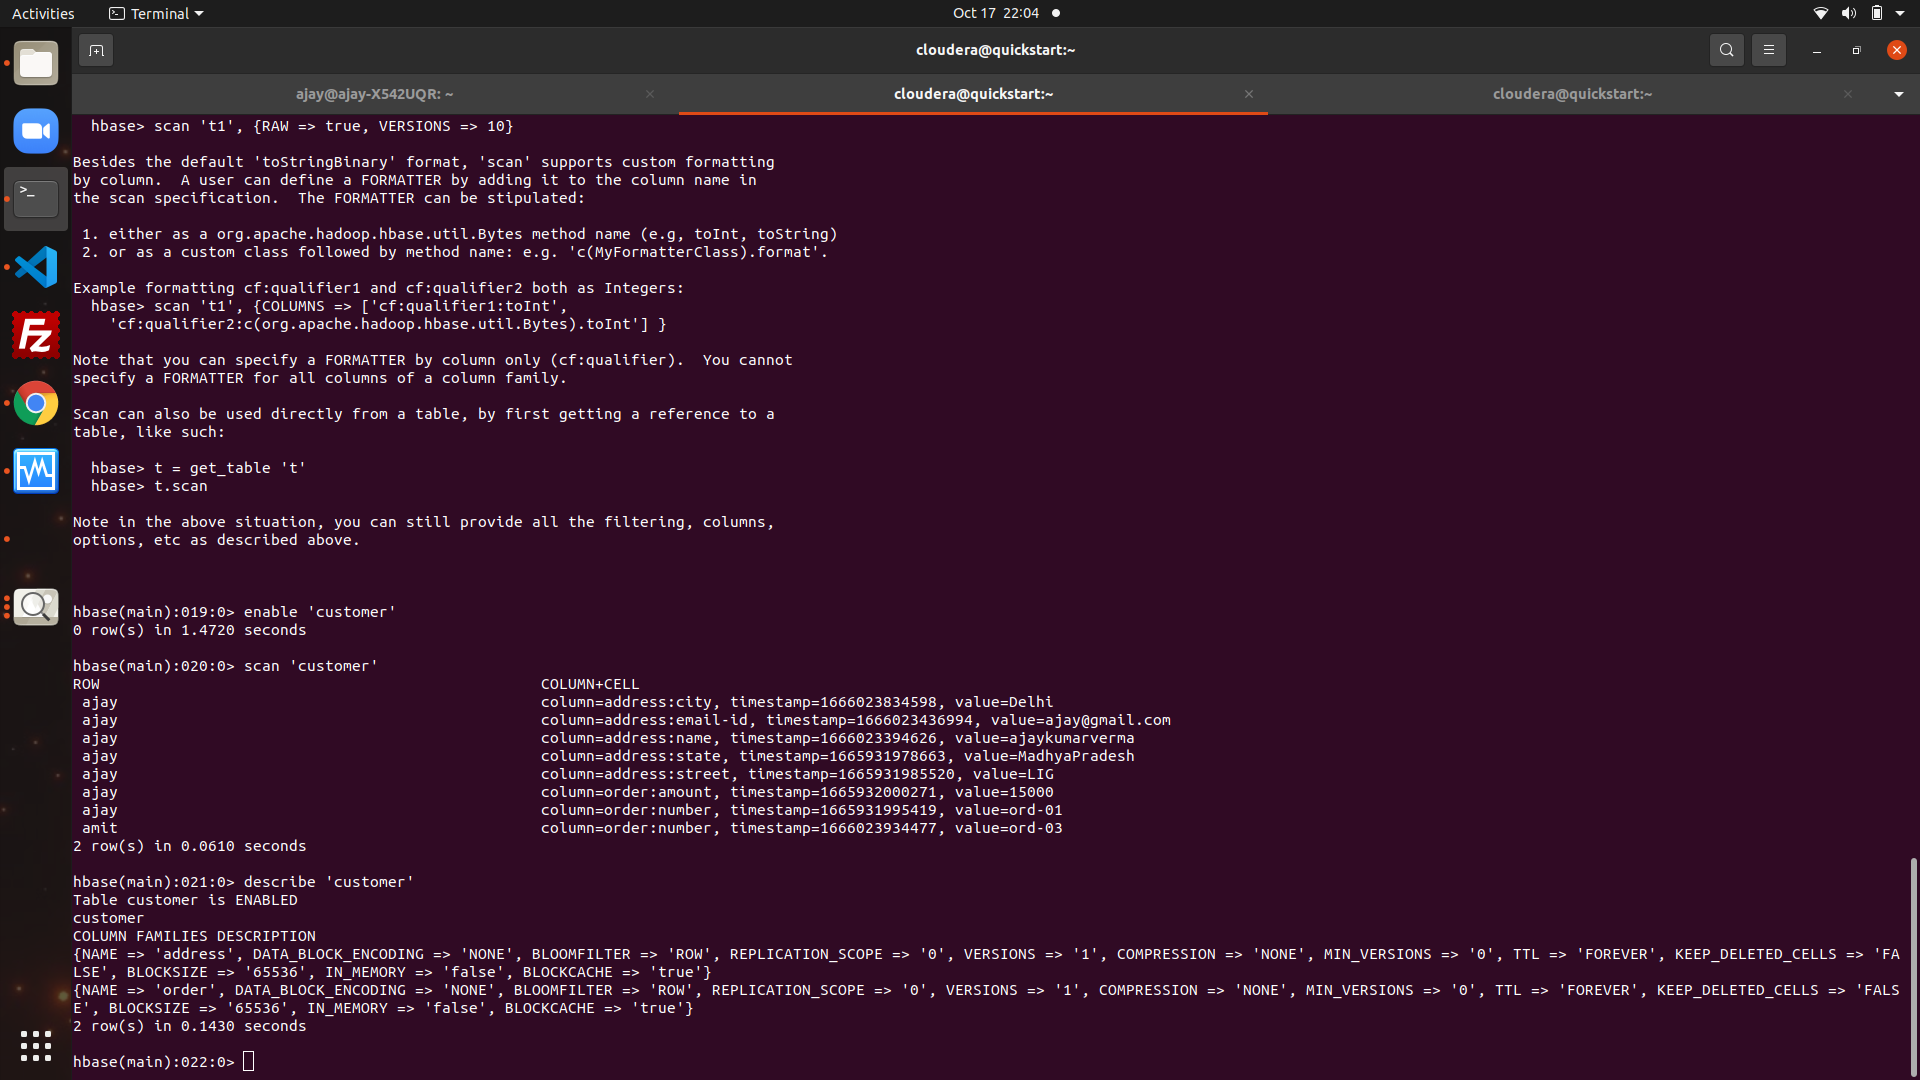 Activities
Terminal
Oct 17 22:04
cloudera@quickstart:~
ajay@ajay-X542UQR: ~
cloudera@quickstart:~
cloudera@quickstart:~
hbase> scan 't1', {RAW => true, VERSIONS => 10}
Besides the default 'toStringBinary' format, 'scan' supports custom formatting
by column.  A user can define a FORMATTER by adding it to the column name in
the scan specification.  The FORMATTER can be stipulated:
1. either as a org.apache.hadoop.hbase.util.Bytes method name (e.g, toInt, toString)
2. or as a custom class followed by method name: e.g. 'c(MyFormatterClass).format'.
Example formatting cf:qualifier1 and cf:qualifier2 both as Integers:
hbase> scan 't1', {COLUMNS => ['cf:qualifier1:toInt',
'cf:qualifier2:c(org.apache.hadoop.hbase.util.Bytes).toInt'] }
Note that you can specify a FORMATTER by column only (cf:qualifier).  You cannot
specify a FORMATTER for all columns of a column family.
Scan can also be used directly from a table, by first getting a reference to a
table, like such:
hbase> t = get_table 't'
hbase> t.scan
Note in the above situation, you can still provide all the filtering, columns,
options, etc as described above.
hbase(main):019:0> enable 'customer'
0 row(s) in 1.4720 seconds
hbase(main):020:0> scan 'customer'
ROW COLUMN+CELL
ajay column=address:city, timestamp=1666023834598, value=Delhi
ajay column=address:email-id, timestamp=1666023436994, value=ajay@gmail.com
ajay column=address:name, timestamp=1666023394626, value=ajaykumarverma
ajay column=address:state, timestamp=1665931978663, value=MadhyaPradesh
ajay column=address:street, timestamp=1665931985520, value=LIG
ajay column=order:amount, timestamp=1665932000271, value=15000
ajay column=order:number, timestamp=1665931995419, value=ord-01
amit column=order:number, timestamp=1666023934477, value=ord-03
2 row(s) in 0.0610 seconds
hbase(main):021:0> describe 'customer'
Table customer is ENABLED
customer
COLUMN FAMILIES DESCRIPTION
{NAME => 'address', DATA_BLOCK_ENCODING => 'NONE', BLOOMFILTER => 'ROW', REPLICATION_SCOPE => '0', VERSIONS => '1', COMPRESSION => 'NONE', MIN_VERSIONS => '0', TTL => 'FOREVER', KEEP_DELETED_CELLS => 'FA
LSE', BLOCKSIZE => '65536', IN_MEMORY => 'false', BLOCKCACHE => 'true'}
{NAME => 'order', DATA_BLOCK_ENCODING => 'NONE', BLOOMFILTER => 'ROW', REPLICATION_SCOPE => '0', VERSIONS => '1', COMPRESSION => 'NONE', MIN_VERSIONS => '0', TTL => 'FOREVER', KEEP_DELETED_CELLS => 'FALS
E', BLOCKSIZE => '65536', IN_MEMORY => 'false', BLOCKCACHE => 'true'}
2 row(s) in 0.1430 seconds
hbase(main):022:0>